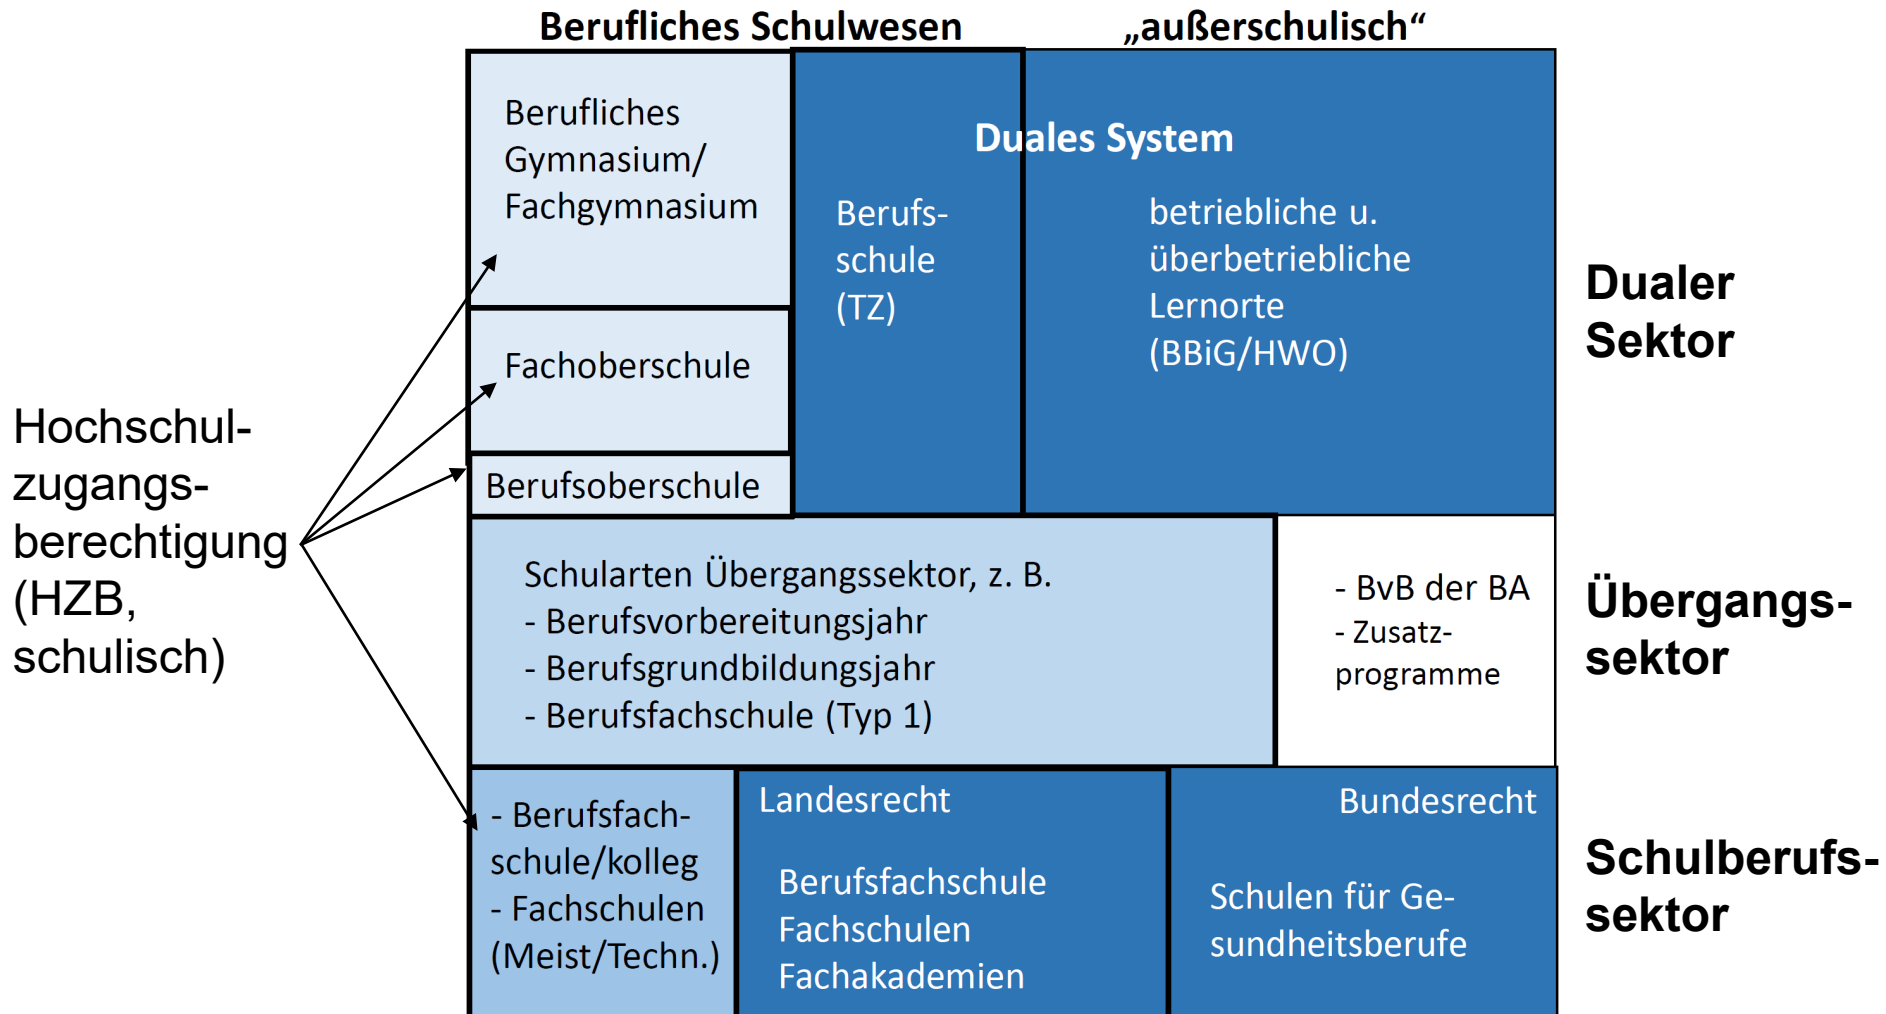 Berufliches Schulwesen
„außerschulisch“
Berufliches
Gymnasium/
Fachgymnasium
Fachoberschule
Berufsoberschule
Duales System
Berufs-
schule
(TZ)
betriebliche u.
überbetriebliche
Lernorte
(BBiG/HWO)
Dualer
Sektor
Hochschul-
zugangs-
berechtigung
(HZB,
schulisch)
Schularten Übergangssektor, z. B.
- Berufsvorbereitungsjahr
- Berufsgrundbildungsjahr
- Berufsfachschule (Typ 1)
- BvB der BA
- Zusatz-
programme
Übergangs-
sektor
- Berufsfach-
schule/kolleg
- Fachschulen
(Meist/Techn.)
Landesrecht
Berufsfachschule
Fachschulen
Fachakademien
Bundesrecht
Schulen für Ge-
sundheitsberufe
Schulberufs-
sektor